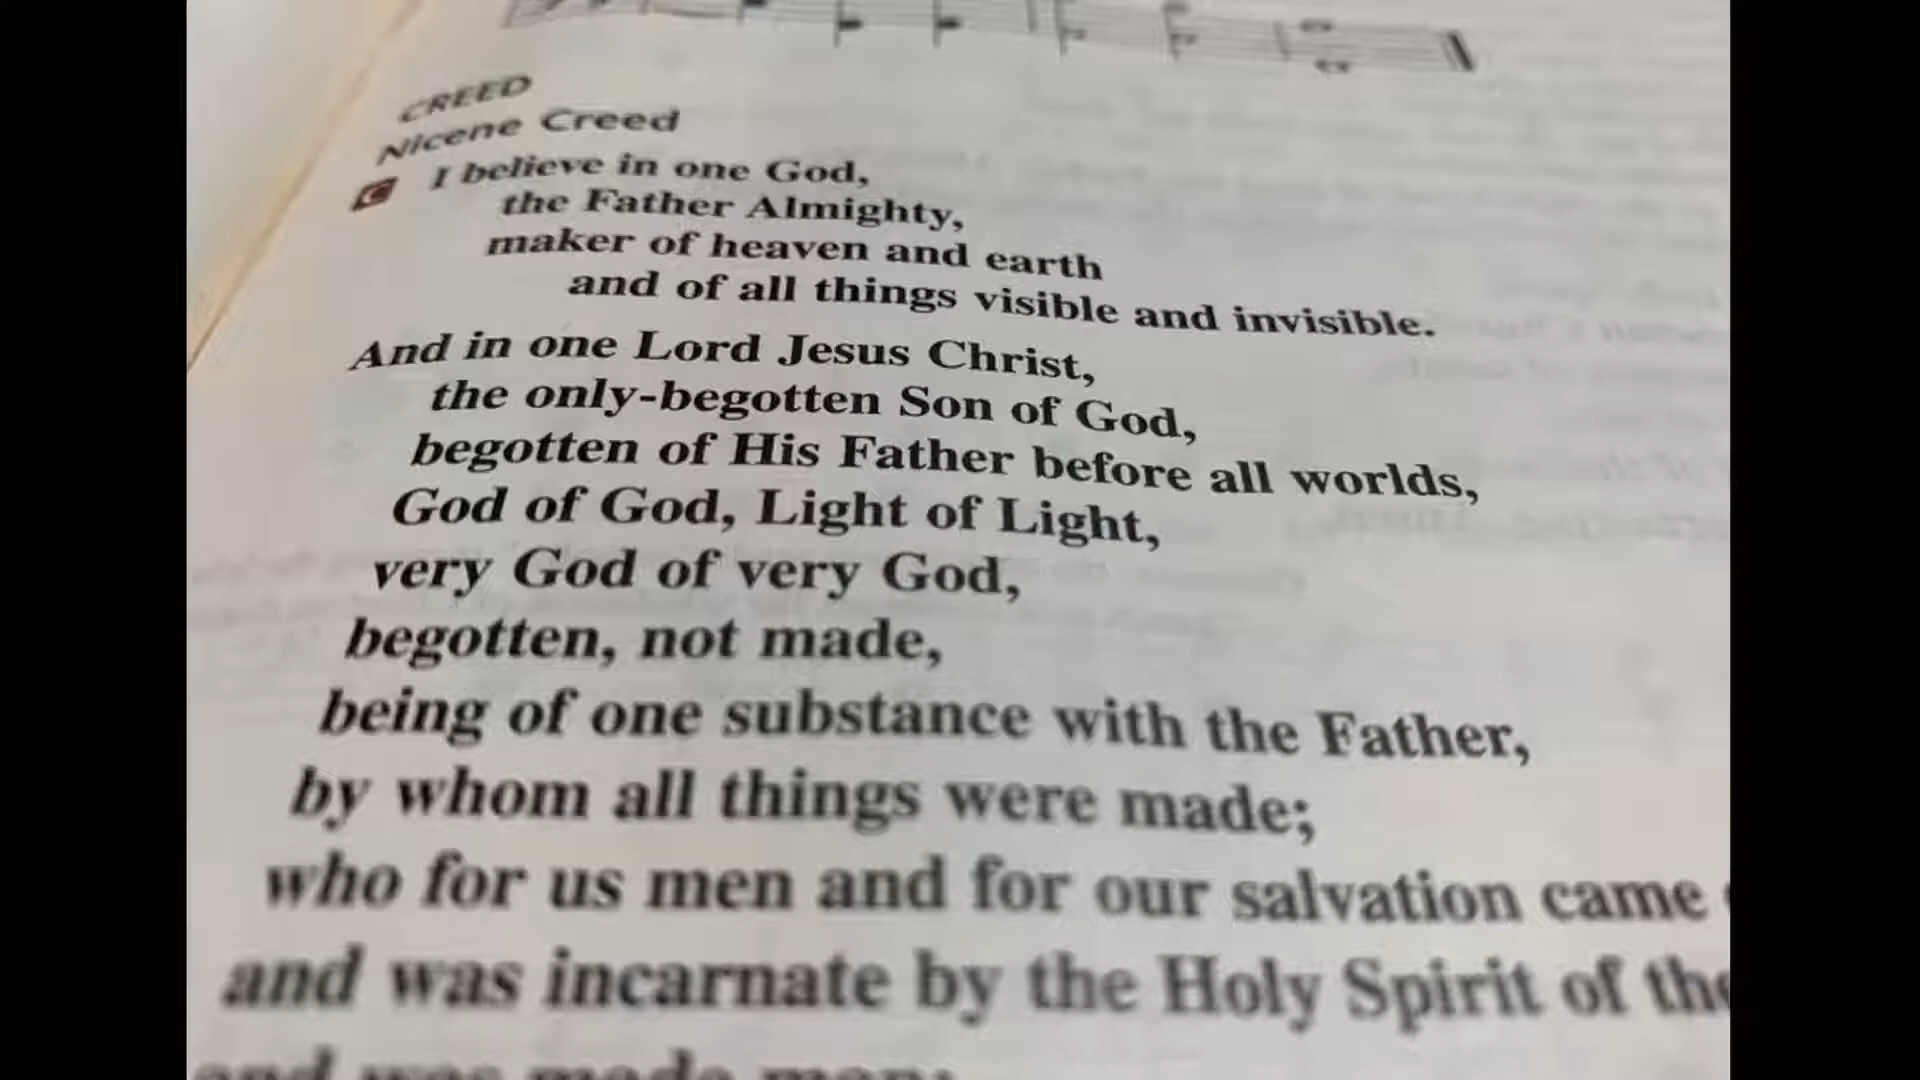 CREED
Nicene Creed
C I believe in one God,
the Father Almighty,
maker of heaven and earth
and of all things visible and invisible.
And in one Lord Jesus Christ,
the only-begotten Son of God,
begotten of His Father before all worlds,
God of God, Light of Light,
very God of very God,
begotten, not made,
being of one substance with the Father,
by whom all things were made;
who for us men and for our salvation came
and was incarnate by the Holy Spirit of the
and was made man;